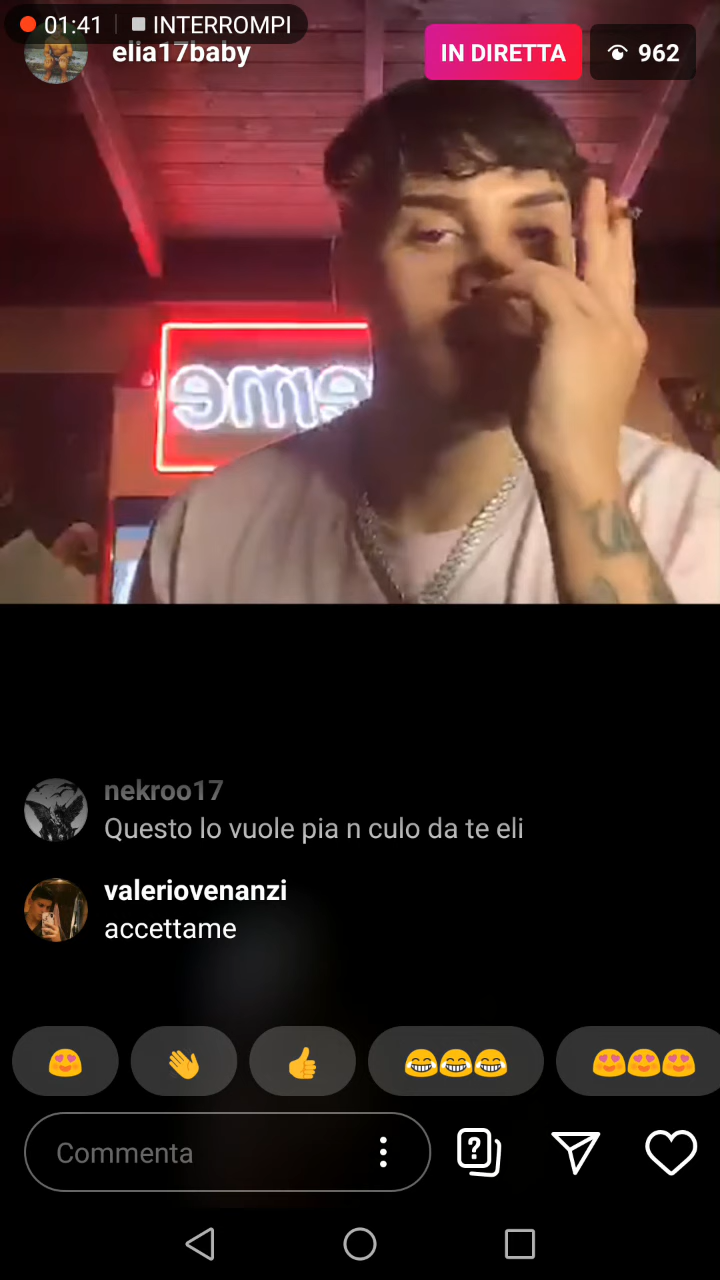 01:41 INTERROMPI
elia17baby IN DIRETTA 962
eme
nekroo17
Questo lo vuole pia n culo da te eli
valeriovenanzi
accettame
Commenta